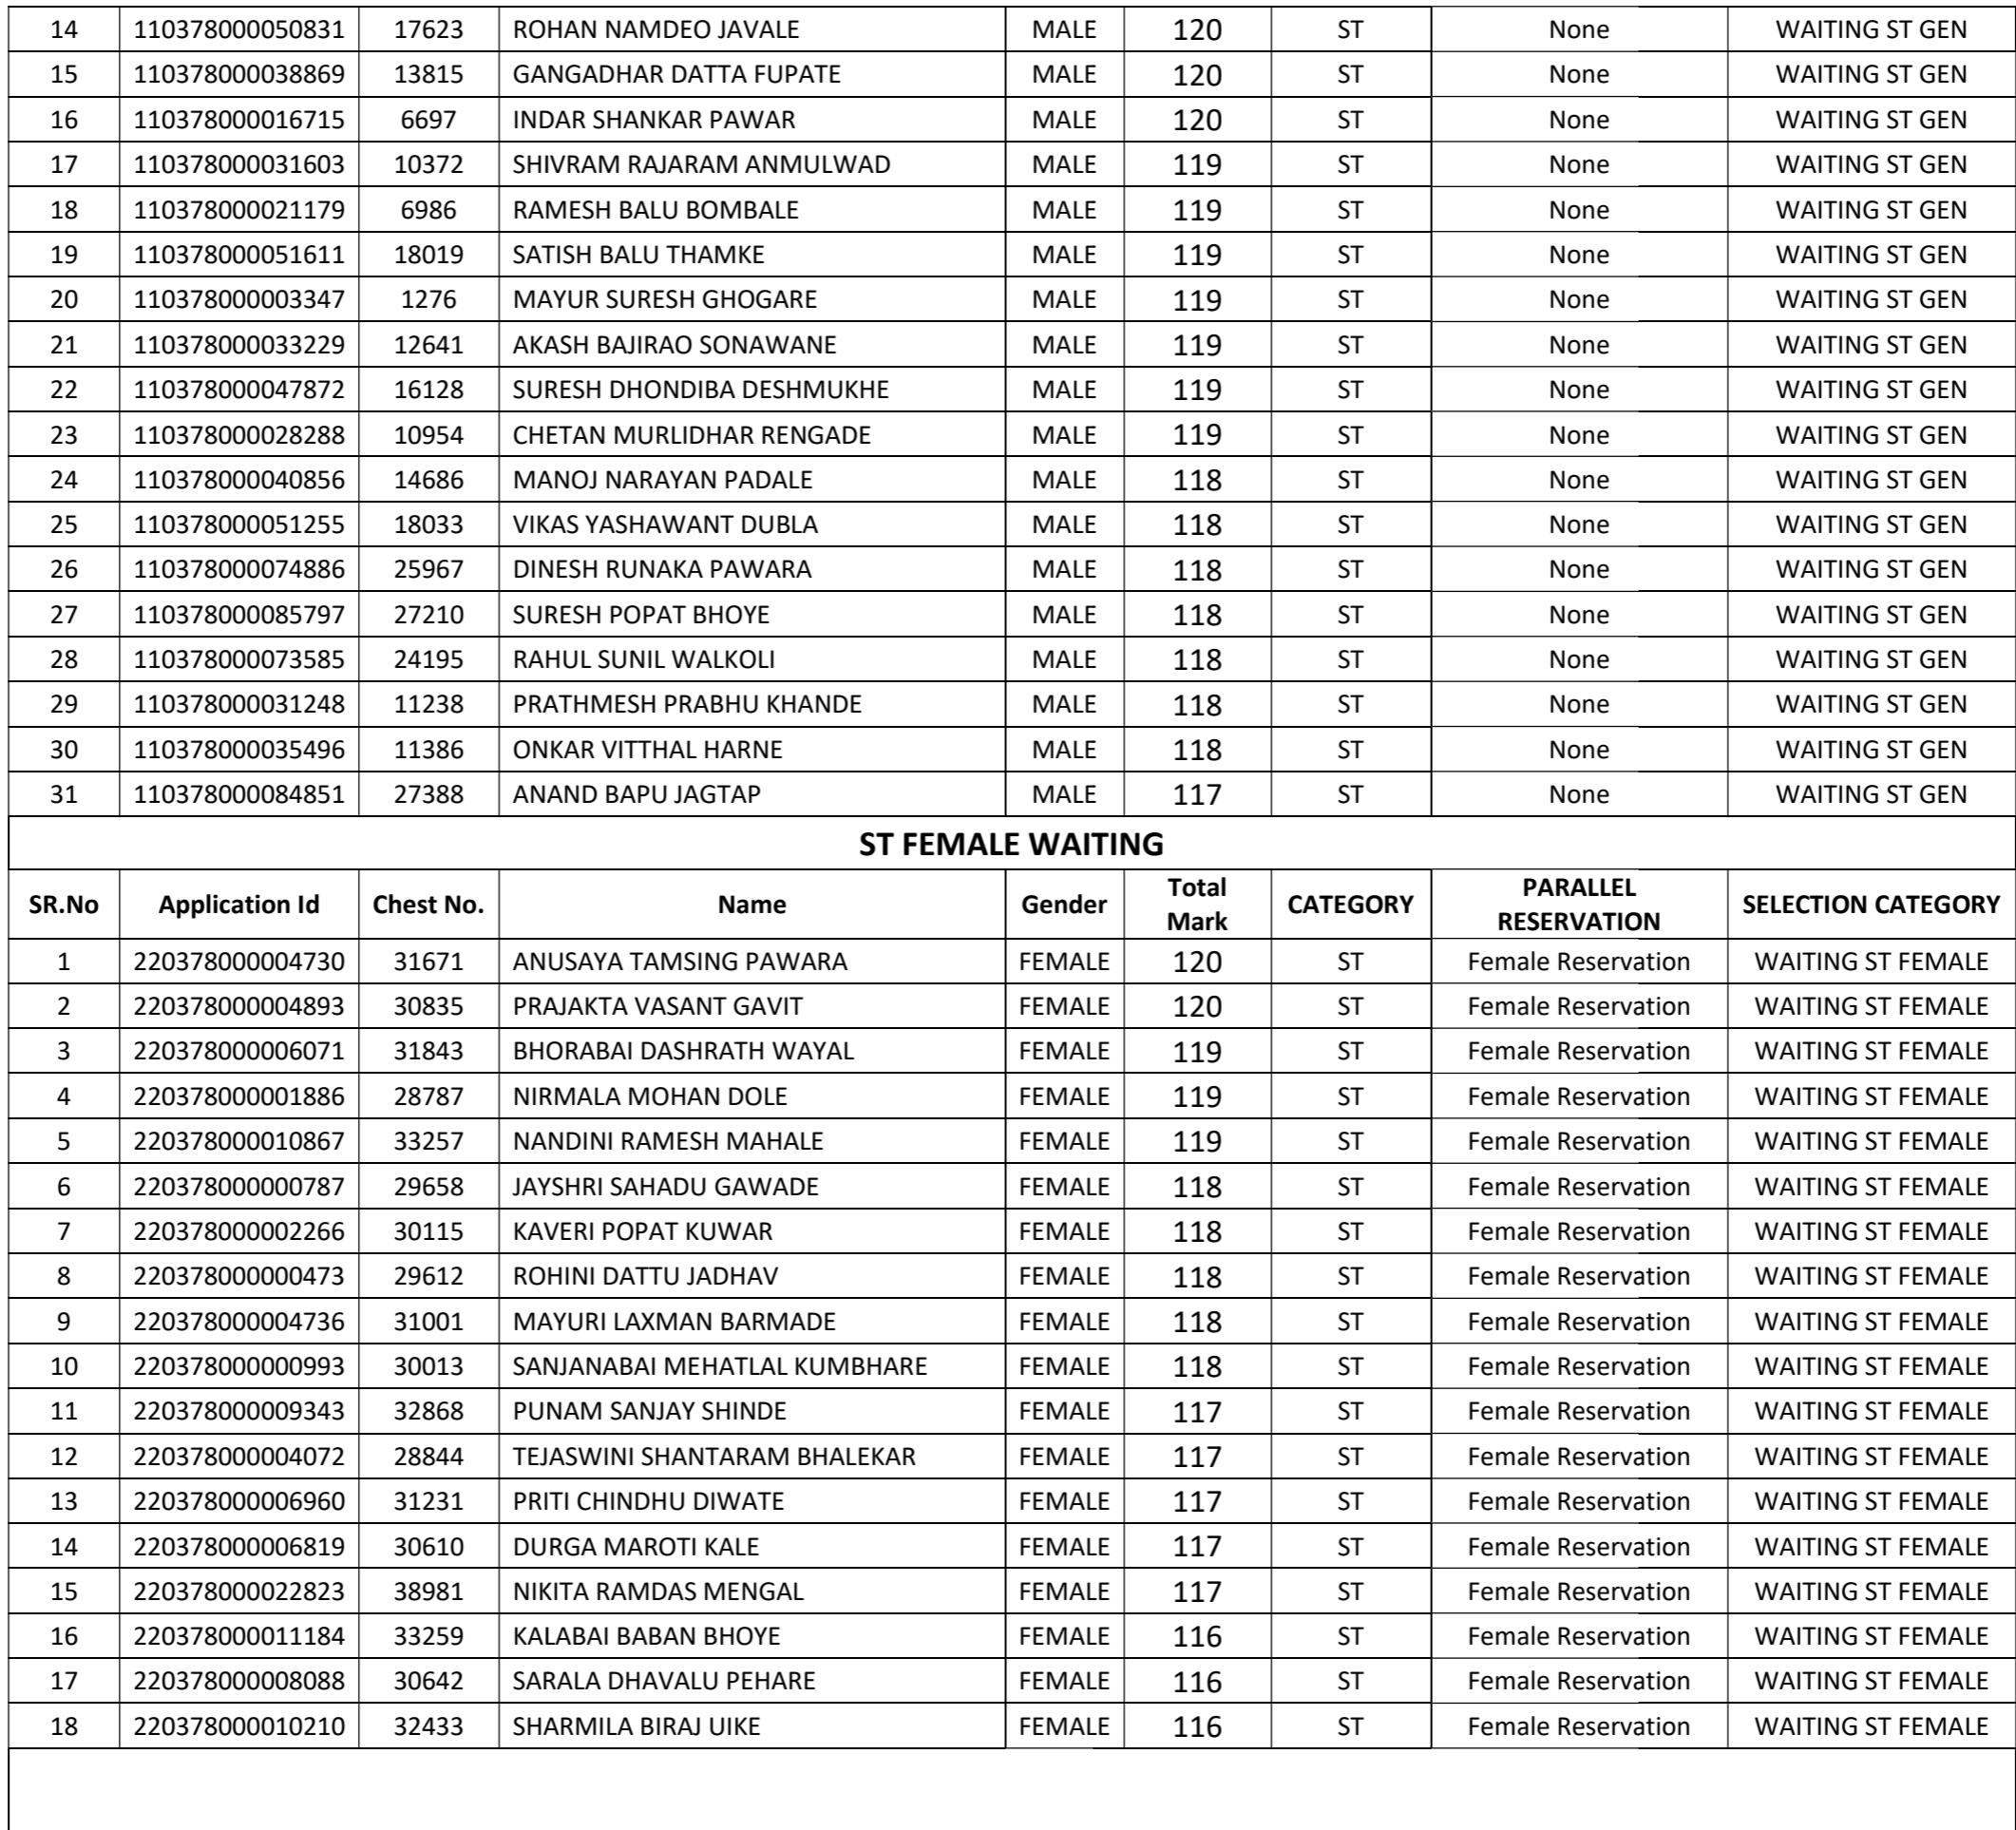 14 110378000050831 17623 ROHAN NAMDEO JAVALE MALE 120 ST None WAITING ST GEN
15 110378000038869 13815 GANGADHAR DATTA FUPATE MALE 120 ST None WAITING ST GEN
16 110378000016715 6697 INDAR SHANKAR PAWAR MALE 120 ST None WAITING ST GEN
17 110378000031603 10372 SHIVRAM RAJARAM ANMULWAD MALE 119 ST None WAITING ST GEN
18 110378000021179 6986 RAMESH BALU BOMBALE MALE 119 ST None WAITING ST GEN
19 110378000051611 18019 SATISH BALU THAMKE MALE 119 ST None WAITING ST GEN
20 110378000003347 1276 MAYUR SURESH GHOGARE MALE 119 ST None WAITING ST GEN
21 110378000033229 12641 AKASH BAJIRAO SONAWANE MALE 119 ST None WAITING ST GEN
22 110378000047872 16128 SURESH DHONDIBA DESHMUKHE MALE 119 ST None WAITING ST GEN
23 110378000028288 10954 CHETAN MURLIDHAR RENGADE MALE 119 ST None WAITING ST GEN
24 110378000040856 14686 MANOJ NARAYAN PADALE MALE 118 ST None WAITING ST GEN
25 110378000051255 18033 VIKAS YASHAWANT DUBLA MALE 118 ST None WAITING ST GEN
26 110378000074886 25967 DINESH RUNAKA PAWARA MALE 118 ST None WAITING ST GEN
27 110378000085797 27210 SURESH POPAT BHOYE MALE 118 ST None WAITING ST GEN
28 110378000073585 24195 RAHUL SUNIL WALKOLI MALE 118 ST None WAITING ST GEN
29 110378000031248 11238 PRATHMESH PRABHU KHANDE MALE 118 ST None WAITING ST GEN
30 110378000035496 11386 ONKAR VITTHAL HARNE MALE 118 ST None WAITING ST GEN
31 110378000084851 27388 ANAND BAPU JAGTAP MALE 117 ST None WAITING ST GEN
ST FEMALE WAITING
SR.No Application Id Chest No. Name Gender Total Mark CATEGORY PARALLEL RESERVATION SELECTION CATEGORY
1 220378000004730 31671 ANUSAYA TAMSING PAWARA FEMALE 120 ST Female Reservation WAITING ST FEMALE
2 220378000004893 30835 PRAJAKTA VASANT GAVIT FEMALE 120 ST Female Reservation WAITING ST FEMALE
3 220378000006071 31843 BHORABAI DASHRATH WAYAL FEMALE 119 ST Female Reservation WAITING ST FEMALE
4 220378000001886 28787 NIRMALA MOHAN DOLE FEMALE 119 ST Female Reservation WAITING ST FEMALE
5 220378000010867 33257 NANDINI RAMESH MAHALE FEMALE 119 ST Female Reservation WAITING ST FEMALE
6 220378000000787 29658 JAYSHRI SAHADU GAWADE FEMALE 118 ST Female Reservation WAITING ST FEMALE
7 220378000002266 30115 KAVERI POPAT KUWAR FEMALE 118 ST Female Reservation WAITING ST FEMALE
8 220378000000473 29612 ROHINI DATTU JADHAV FEMALE 118 ST Female Reservation WAITING ST FEMALE
9 220378000004736 31001 MAYURI LAXMAN BARMADE FEMALE 118 ST Female Reservation WAITING ST FEMALE
10 220378000000993 30013 SANJANABAI MEHATLAL KUMBHARE FEMALE 118 ST Female Reservation WAITING ST FEMALE
11 220378000009343 32868 PUNAM SANJAY SHINDE FEMALE 117 ST Female Reservation WAITING ST FEMALE
12 220378000004072 28844 TEJASWINI SHANTARAM BHALEKAR FEMALE 117 ST Female Reservation WAITING ST FEMALE
13 220378000006960 31231 PRITI CHINDHU DIWATE FEMALE 117 ST Female Reservation WAITING ST FEMALE
14 220378000006819 30610 DURGA MAROTI KALE FEMALE 117 ST Female Reservation WAITING ST FEMALE
15 220378000022823 38981 NIKITA RAMDAS MENGAL FEMALE 117 ST Female Reservation WAITING ST FEMALE
16 220378000011184 33259 KALABAI BABAN BHOYE FEMALE 116 ST Female Reservation WAITING ST FEMALE
17 220378000008088 30642 SARALA DHAVALU PEHARE FEMALE 116 ST Female Reservation WAITING ST FEMALE
18 220378000010210 32433 SHARMILA BIRAJ UIKE FEMALE 116 ST Female Reservation WAITING ST FEMALE